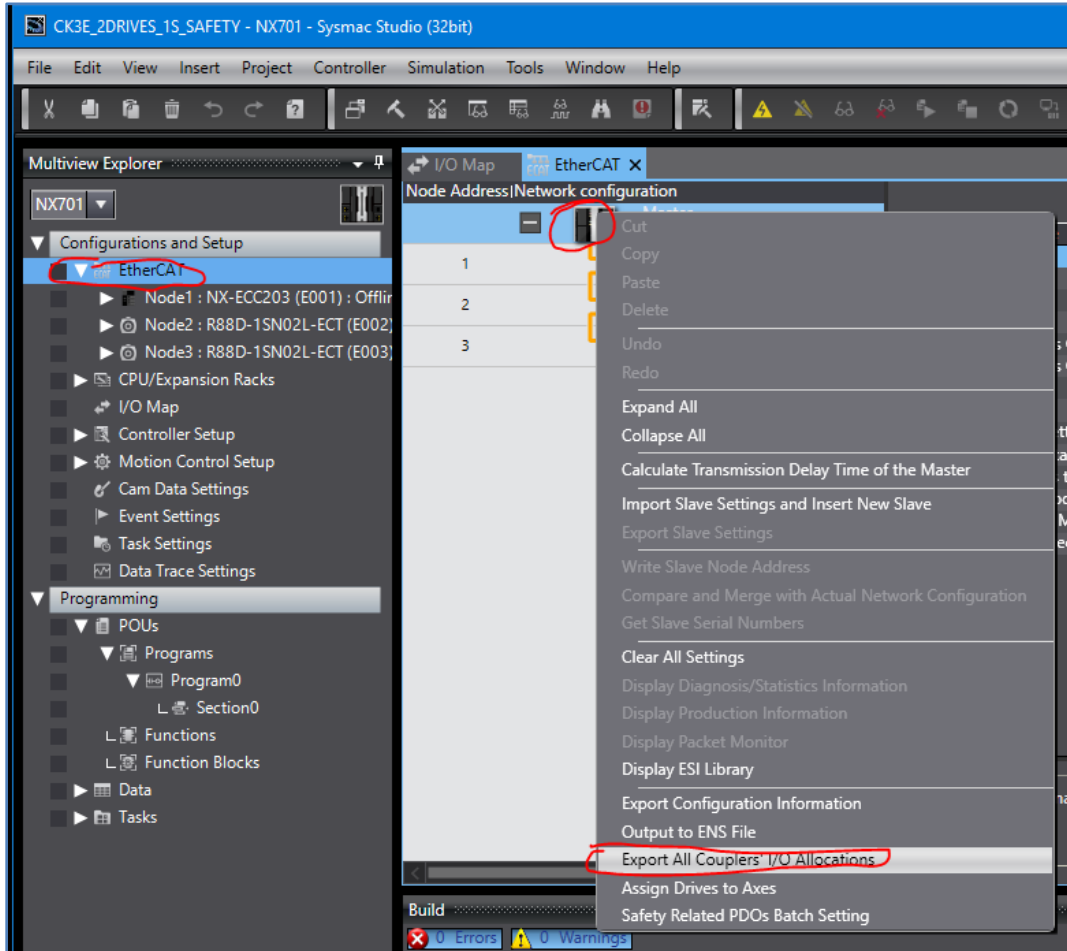 CK3E_2DRIVES_1S_SAFETY - NX701 - Sysmac Studio (32bit)
File Edit View Insert Project Controller Simulation Tools Window Help
Multiview Explorer
NX701
Configurations and Setup
EtherCAT
Node1 : NX-ECC203 (E001) : Offlin
Node2 : R88D-1SN02L-ECT (E002)
Node3 : R88D-1SN02L-ECT (E003)
CPU/Expansion Racks
I/O Map
Controller Setup
Motion Control Setup
Cam Data Settings
Event Settings
Task Settings
Data Trace Settings
Programming
POUs
Programs
Program0
Section0
Functions
Function Blocks
Data
Tasks
I/O Map EtherCAT
Node Address|Network configuration
Master
1
2
3
Cut
Copy
Paste
Delete
Undo
Redo
Expand All
Collapse All
Calculate Transmission Delay Time of the Master
Import Slave Settings and Insert New Slave
Export Slave Settings
Write Slave Node Address
Compare and Merge with Actual Network Configuration
Get Slave Serial Numbers
Clear All Settings
Display Diagnosis/Statistics Information
Display Production Information
Display Packet Monitor
Display ESI Library
Export Configuration Information
Output to ENS File
Export All Couplers' I/O Allocations
Assign Drives to Axes
Safety Related PDOs Batch Setting
Build
0 Errors 0 Warnings